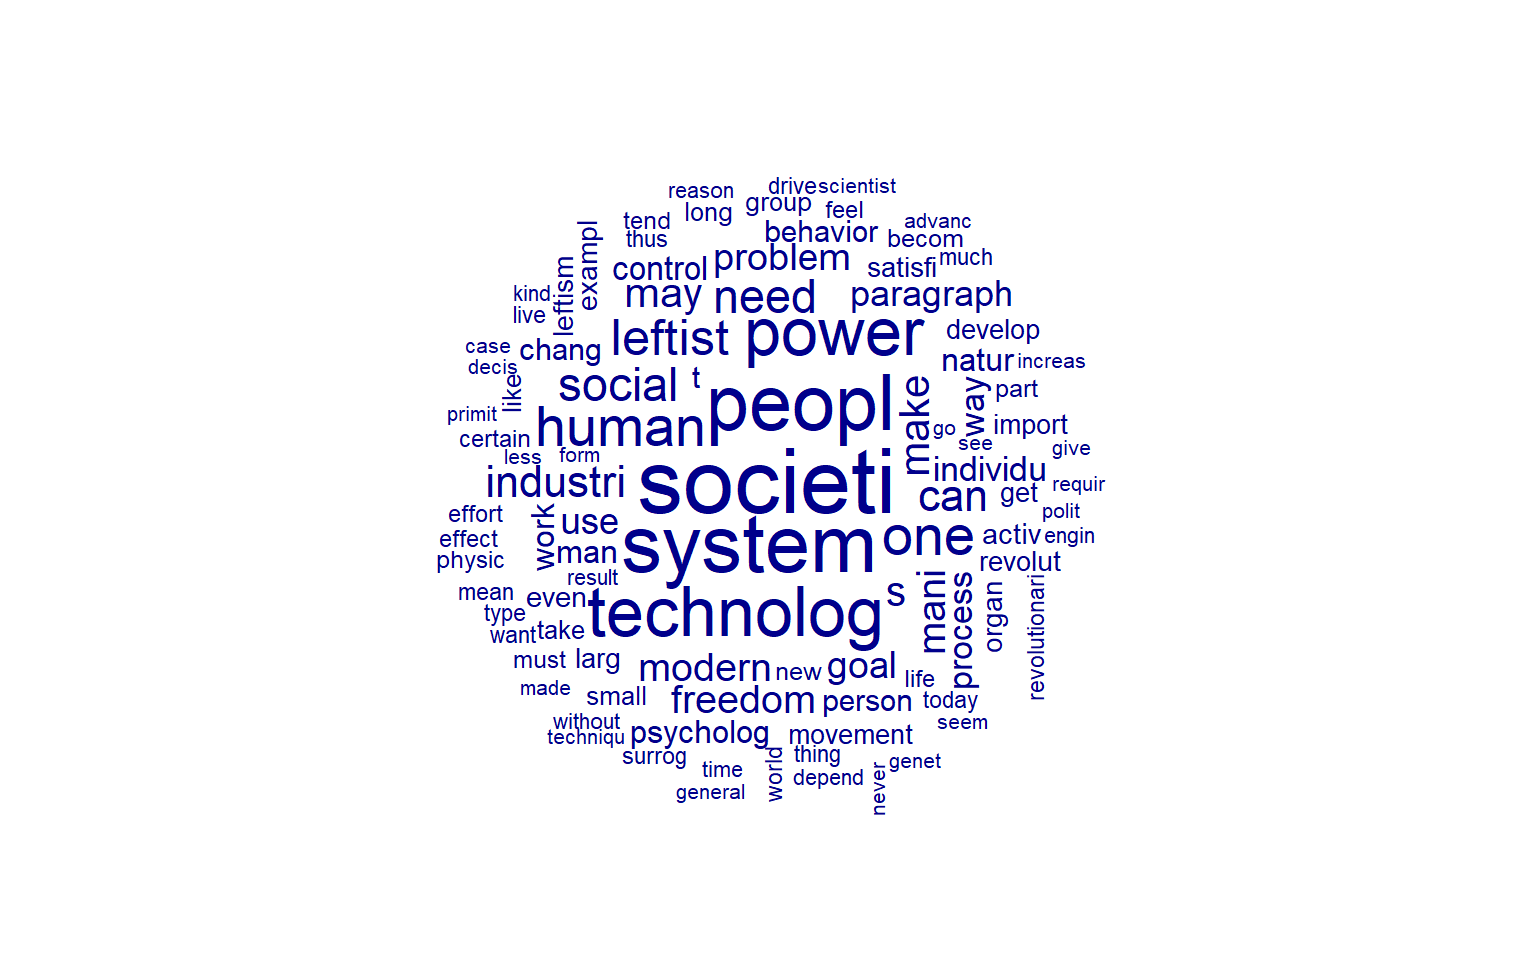 reason
drive
scientist
long
group
feel
tend
advanc
thus
behavior
becom
exampl
control
problem
satisfi
much
leftism
kind
may
need
paragraph
live
leftist
power
develop
case
chang
natur
increas
decis
like
social
t
peopl
make
way
part
primit
human
go
import
certain
see
less
form
give
industri
societi
individu
can
get
requir
effort
work
use
one
polit
effect
man
system
activ
engin
physic
result
revolut
mean
even
technolog
s
mani
process
organ
revolutionari
type
want
take
must
larg
modern
new
goal
life
made
small
freedom
person
today
without
techniqu
psycholog
movement
seem
surrog
time
world
thing
general
depend
never
genet